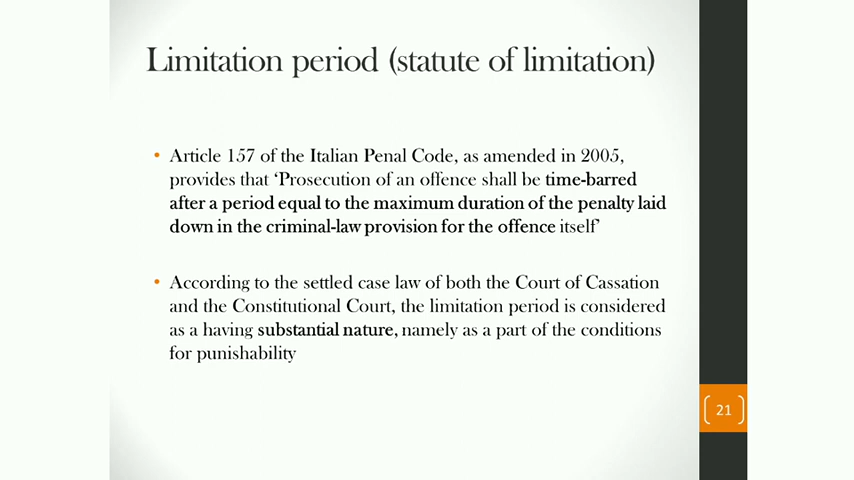 Limitation period (statute of limitation)
• Article 157 of the Italian Penal Code, as amended in 2005,
provides that ‘Prosecution of an offence shall be time-barred
after a period equal to the maximum duration of the penalty laid
down in the criminal-law provision for the offence itself’
• According to the settled case law of both the Court of Cassation
and the Constitutional Court, the limitation period is considered
as a having substantial nature, namely as a part of the conditions
for punishability
21